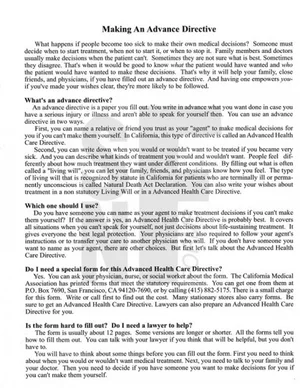 Making An Advance Directive
What happens if people become too sick to make their own medical decisions? Someone must
decide when to start treatment, when not to start it, or when to stop it. Family members and doctors
usually make decisions when the patient can't. Sometimes they are not sure what is best. Sometimes they
disagree. That's when it would be good to know what the patient would have wanted and who
the patient would have wanted to make these decisions. That's why it will help your family, close
friends, and physicians, if you have filled out an advance directive. And having one empowers you-
if you've made your wishes clear, they're more likely to be followed.
What's an advance directive?
An advance directive is a paper you fill out. You write in advance what you want done in case you
have a serious injury or illness and aren't able to speak for yourself then. You can use an advance
directive in two ways.
First, you can name a relative or friend you trust as your "agent" to make medical decisions for
you if you can't make them yourself. In California, this type of directive is called an Advanced Health
Care Directive.
Second, you can write down when you would or wouldn't want to be treated if you became very
sick. And you can describe what kinds of treatment you would and wouldn't want. People feel dif-
ferently about how much treatment they want under different conditions. By filling out what is often
called a "living will", you can let your family, friends, and physicians know how you feel. The type
of living will that is recognized by statute in California for patients who are terminally ill or perma-
nently unconscious is called Natural Death Act Declaration. You can also write your wishes about
treatment in a non statutory Living Will or in a Advanced Health Care Directive.
Which one should I use?
Do you have someone you can name as your agent to make treatment decisions if you can't make
them yourself? If the answer is yes, an Advanced Health Care Directive is probably best. It covers
all situations when you can't speak for yourself, not just decisions about life-sustaining treatment. It
gives everyone the best legal protection. Your physicians are also required to follow your agent's
instructions or to transfer your care to another physician who will. If you don't have someone you
want to name as your agent, there are other choices. But first let's talk about the Advanced Health
Care Directive.
Do I need a special form for this Advanced Health Care Directive?
Yes. You can ask your physician, nurse, or social worker about the form. The California Medical
Association has printed forms that meet the statutory requirements. You can get one from them at
P.O. Box 7690, San Francisco, CA 94120-7690, or by calling (415) 882-5175. There is a small charge
for this form. Write or call first to find out the cost. Many stationary stores also carry forms. Be
sure to get an Advanced Health Care Directive. Lawyers can also prepare an Advanced Health Care
Directive for you.
Is the form hard to fill out? Do I need a lawyer to help?
The form is usually about 12 pages. Some versions are longer or shorter. All the forms tell you
how to fill them out. You can talk with your lawyer if you think that will be helpful, but you don't
have to.
You will have to think about some things before you can fill out the form. First you need to think
about when you would or wouldn't want medical treatment. Next, you need to talk to your family and
your doctor. Then you need to decide if you have someone you want to make decisions for you if
you can't make them yourself.